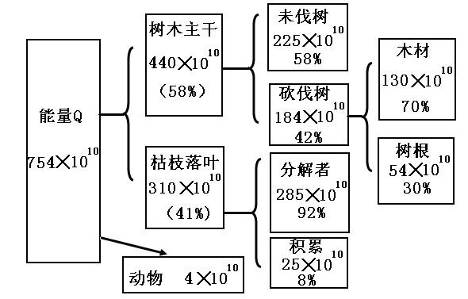 能量Q
754×10¹⁰
树木主干
440×10¹⁰
(58%)
枯枝落叶
310×10¹⁰
(41%)
动物 4×10¹⁰
未伐树
225×10¹⁰
58%
砍伐树
184×10¹⁰
42%
分解者
285×10¹⁰
92%
积累
25×10¹⁰
8%
木材
130×10¹⁰
70%
树根
54×10¹⁰
30%